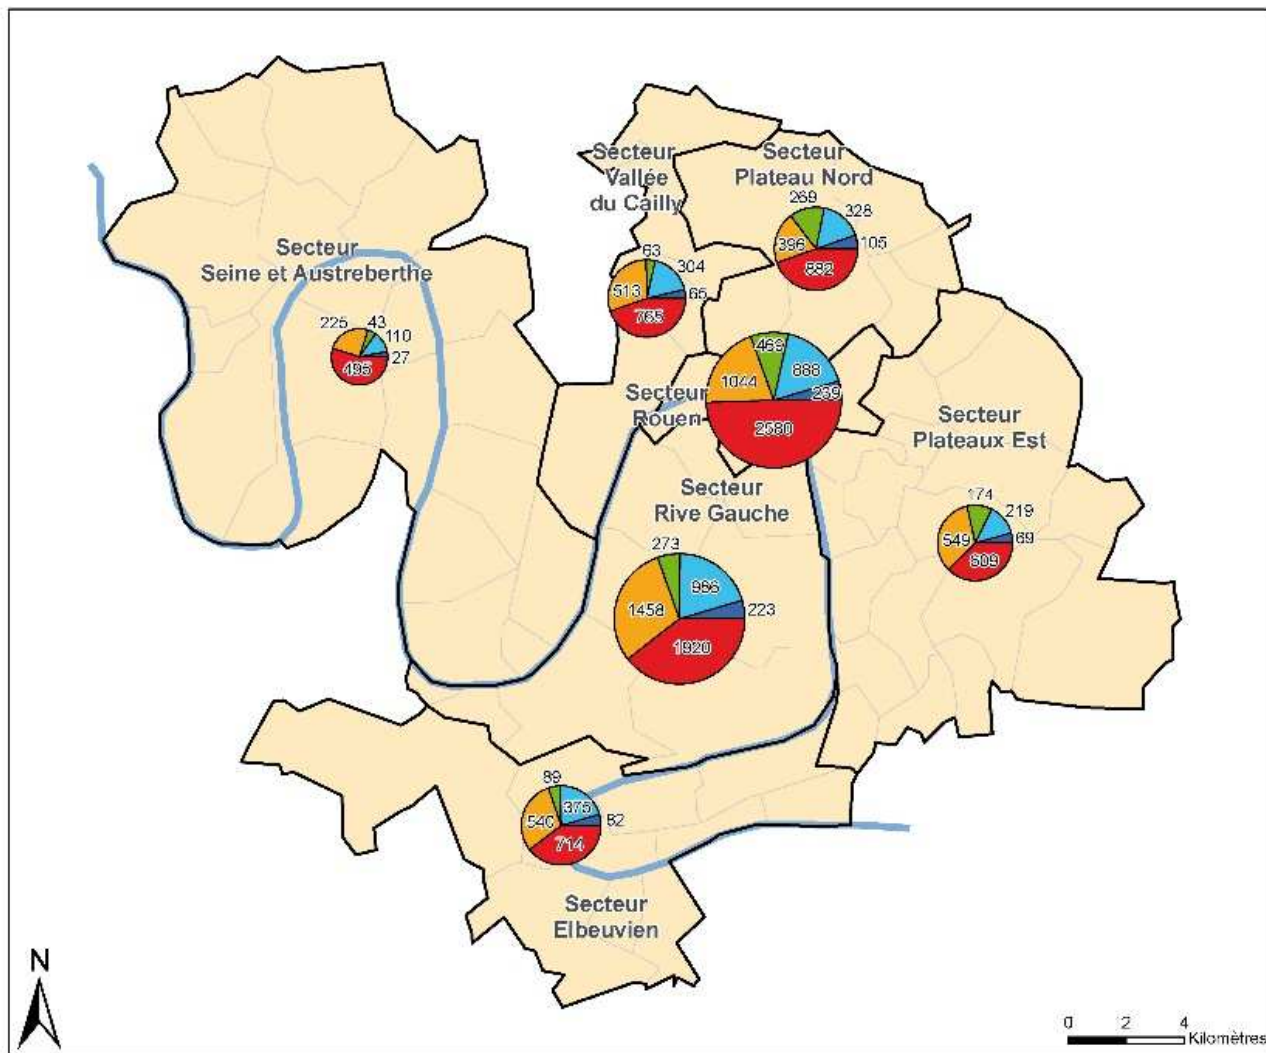 Secteur
Vallée
du Cailly
Secteur
Plateau Nord
269
328
396
105
882
63
304
513
65
765
Secteur
Seine et Austreberthe
225
43
110
27
495
469
888
1044
239
2580
Secteur
Rouen
Secteur
Plateaux Est
174
219
549
69
609
Secteur
Rive Gauche
273
986
1458
223
1920
89
375
540
82
714
Secteur
Elbeuvien
N
0 2 4
Kilomètres